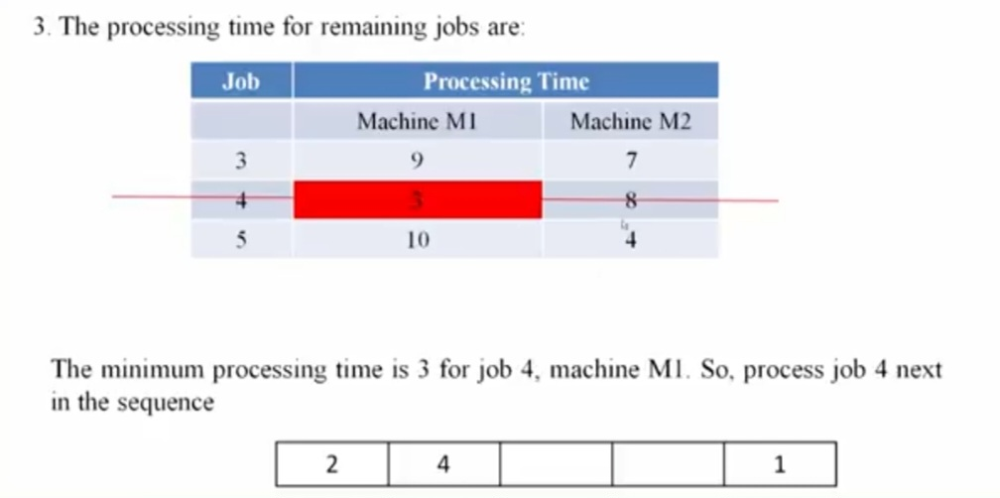 3. The processing time for remaining jobs are:
Job Processing Time
Machine M1 Machine M2
3 9 7
4 3 8
5 10 4
The minimum processing time is 3 for job 4, machine M1. So, process job 4 next
in the sequence
2 4 1